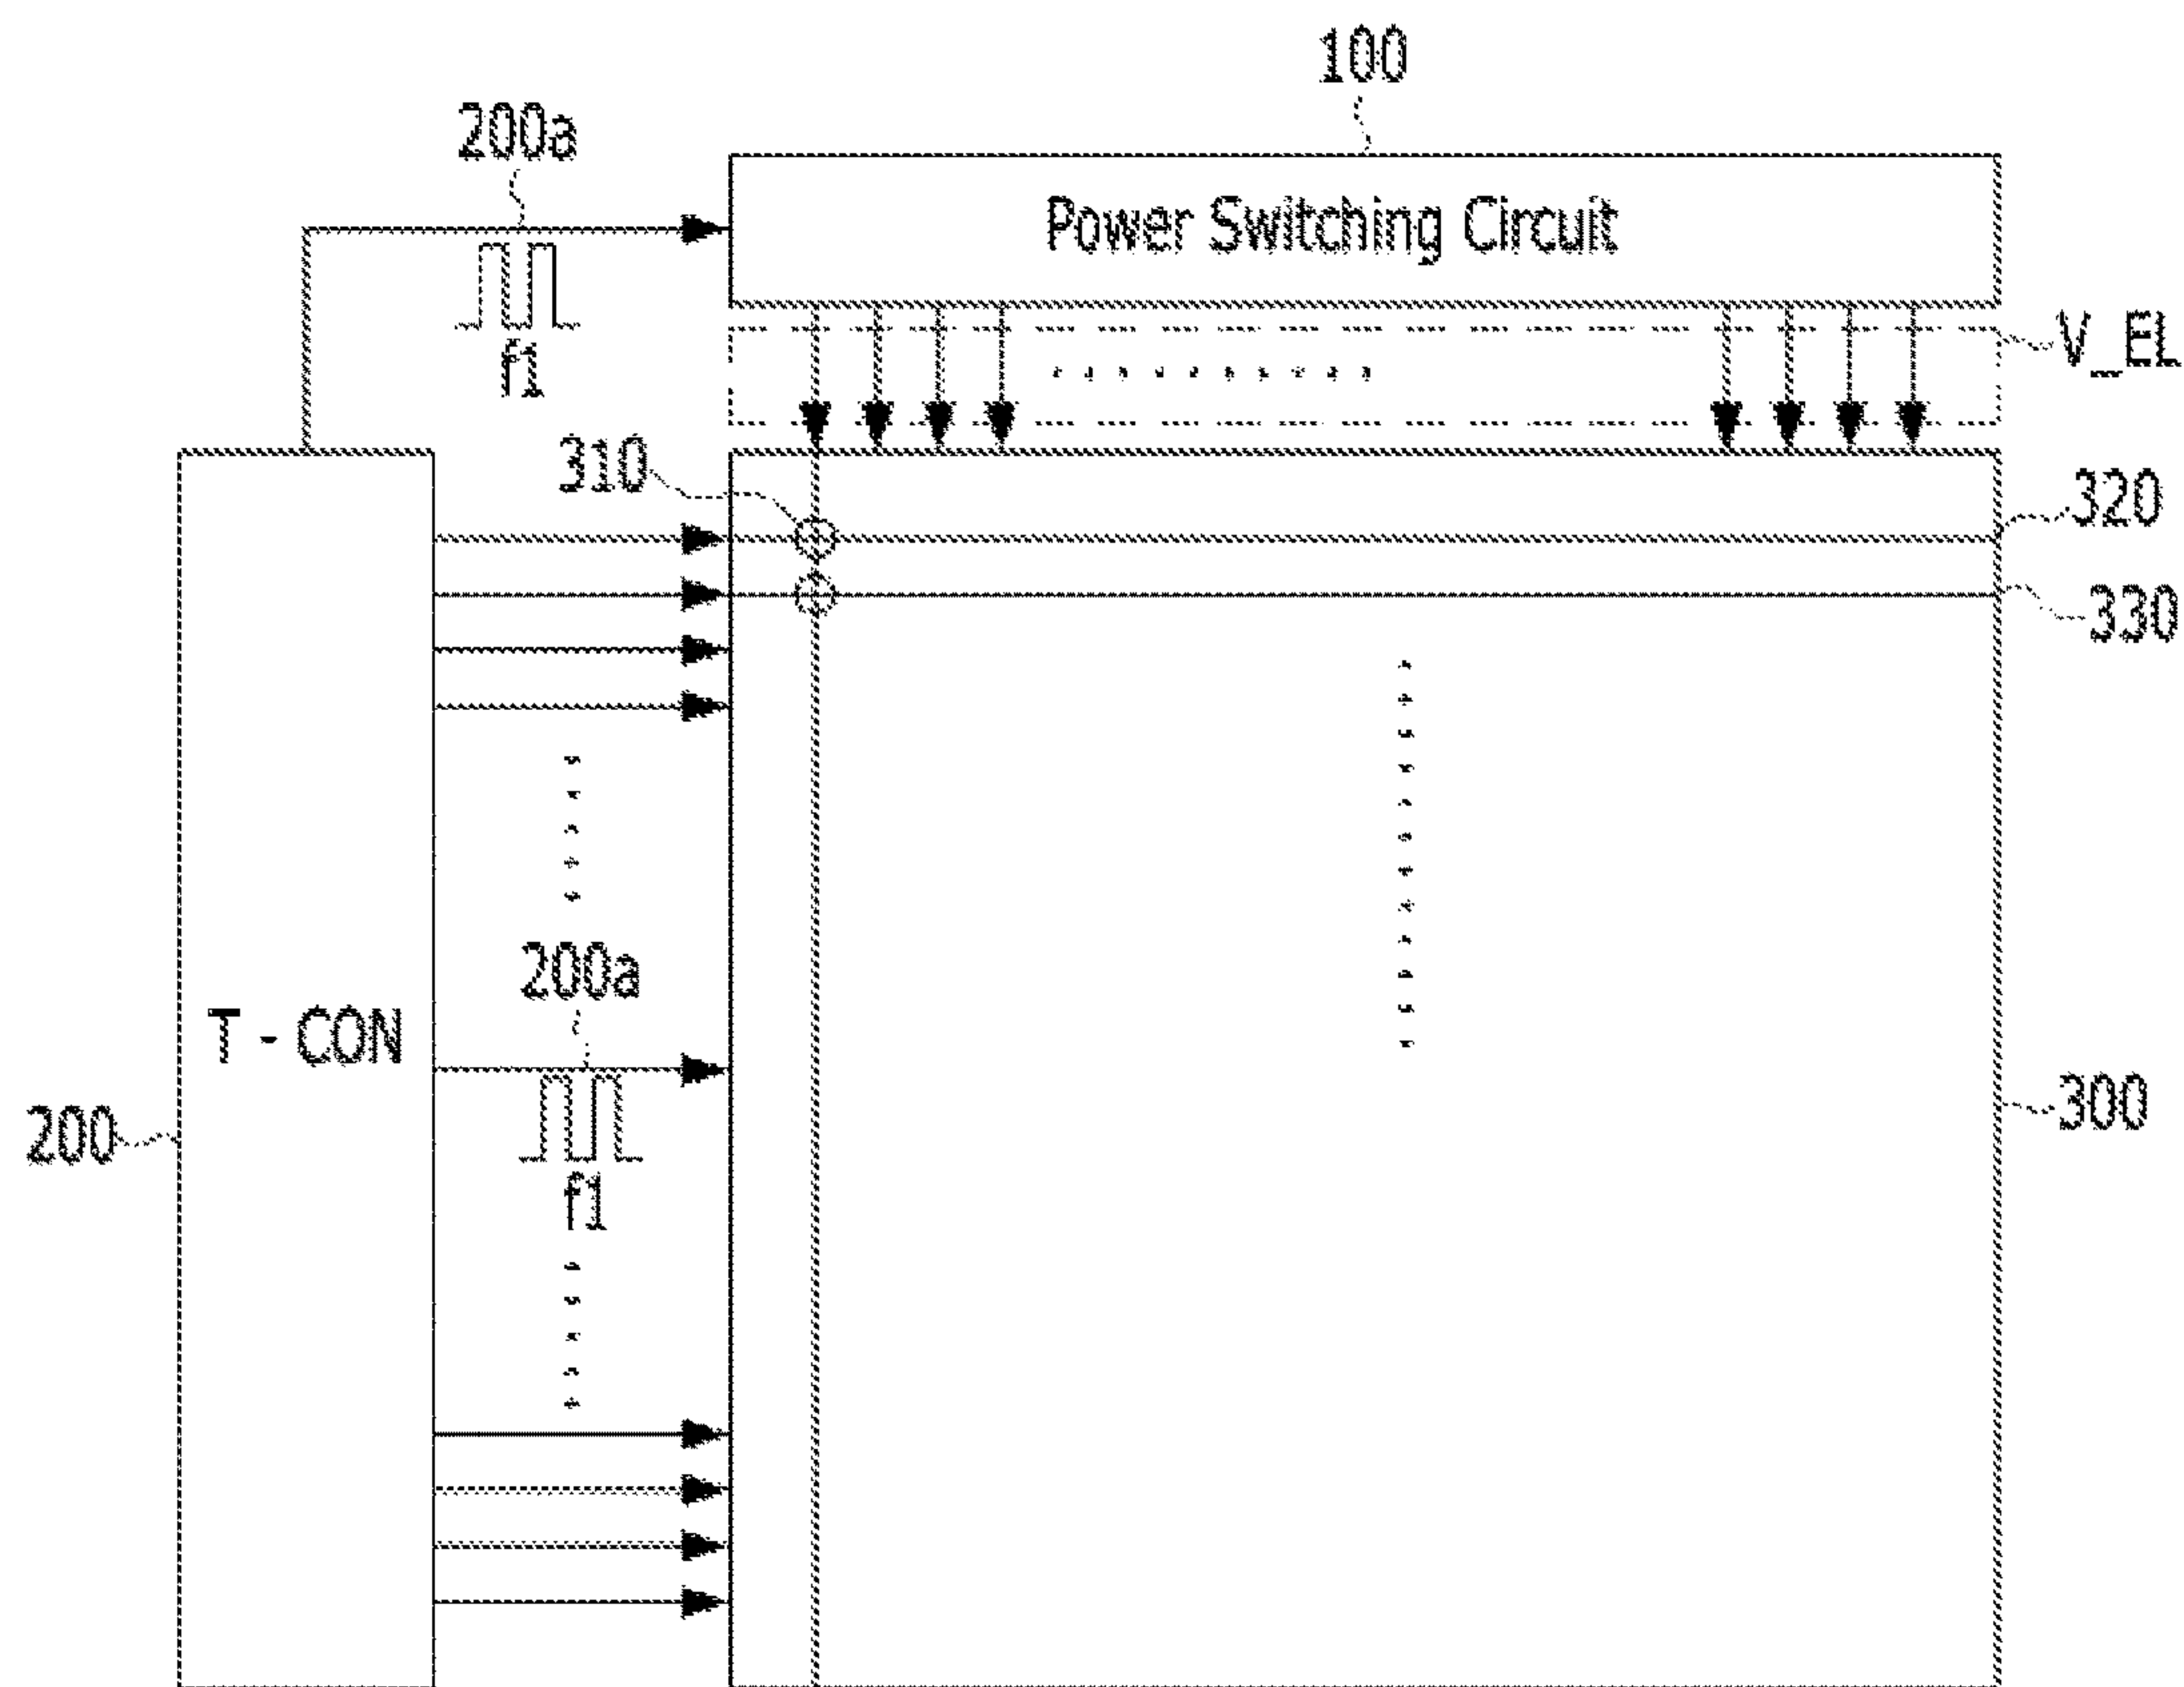 100
200a
Power Switching Circuit
V_EL
f1
310
320
330
200a
T - CON
300
200
f1